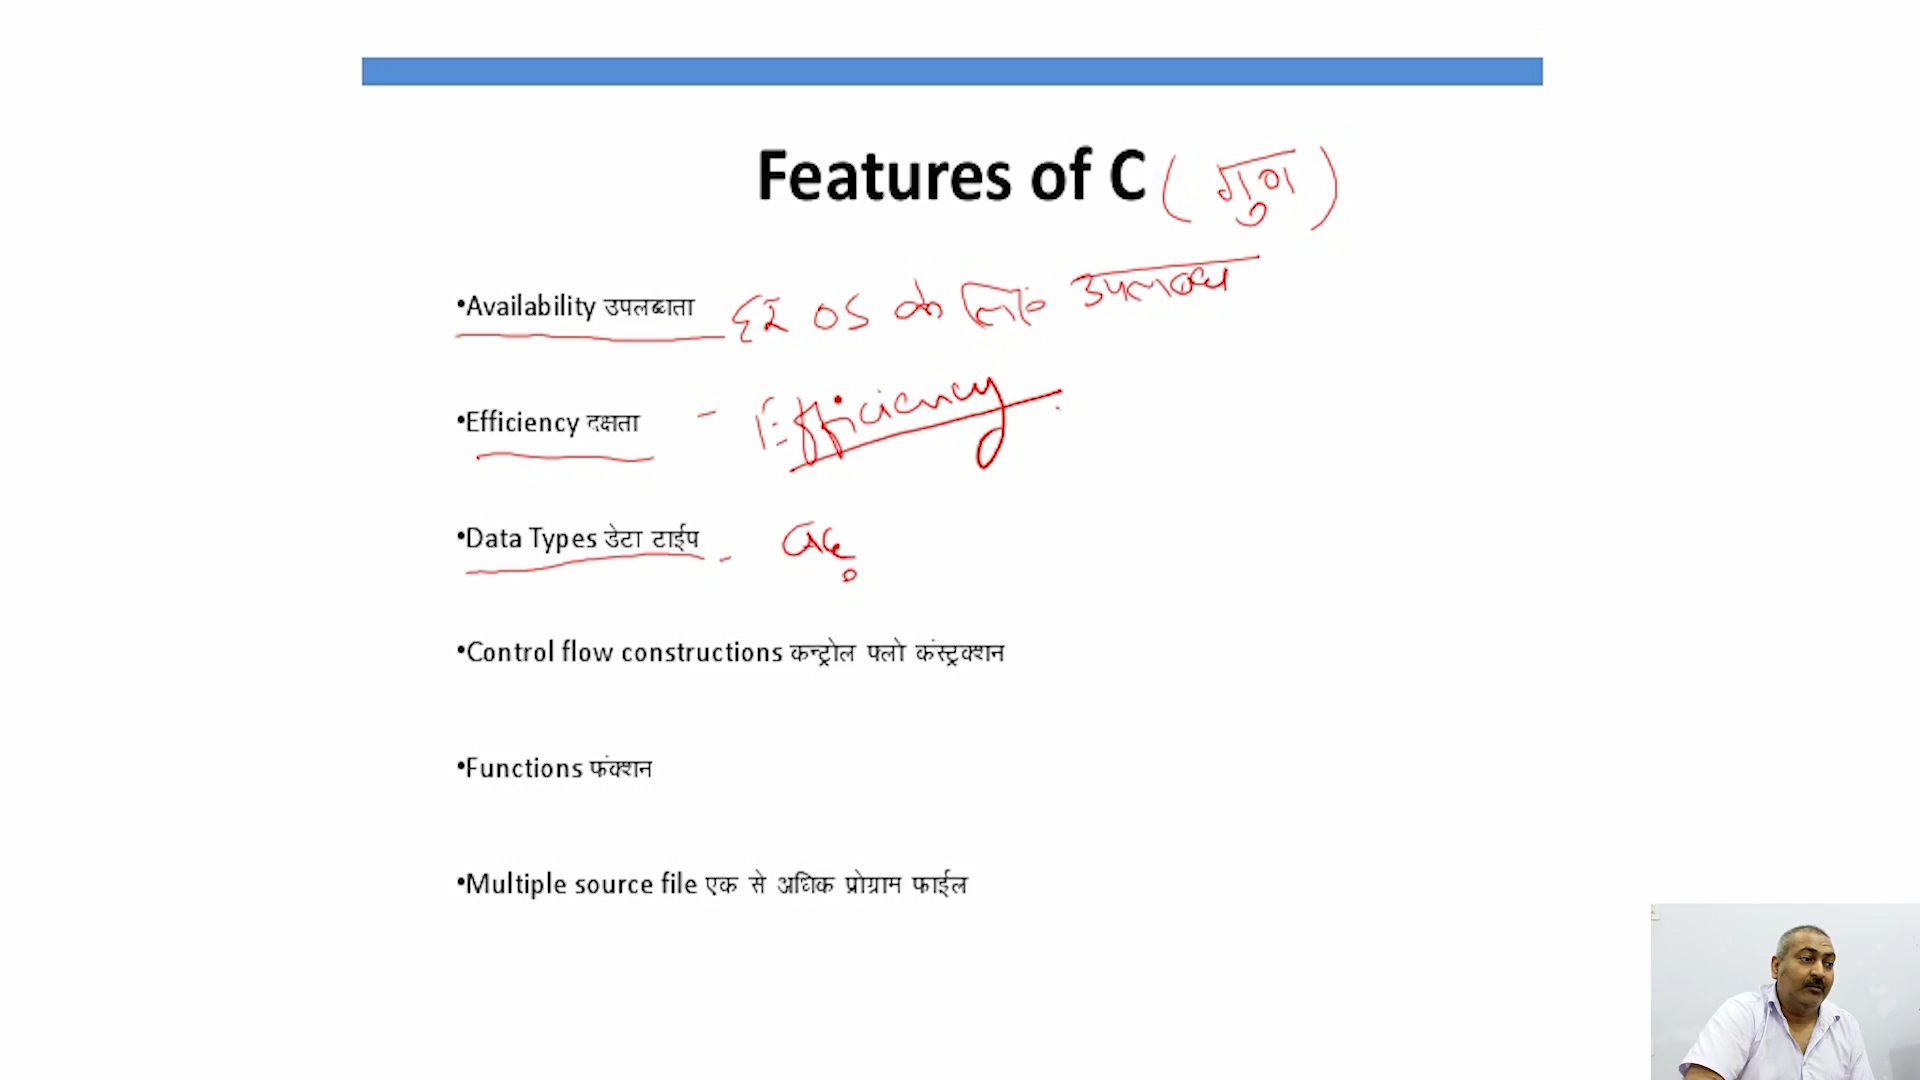 Features of C ( गुण )
•Availability उपलब्धता हर OS के लिए उपलब्ध
•Efficiency दक्षता - Efficiency
•Data Types डेटा टाईप -
•Control flow constructions कन्ट्रोल फ्लो कंस्ट्रक्शन
•Functions फंक्शन
•Multiple source file एक से अधिक प्रोग्राम फाईल